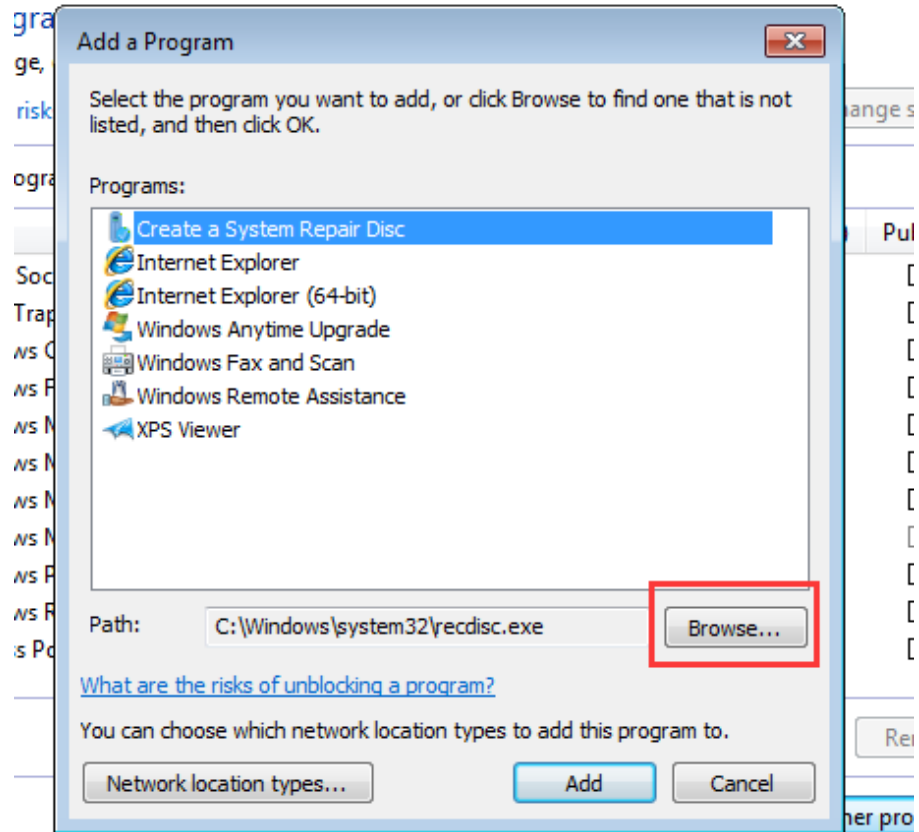 Add a Program
Select the program you want to add, or click Browse to find one that is not
listed, and then click OK.
Programs:
Create a System Repair Disc
Internet Explorer
Internet Explorer (64-bit)
Windows Anytime Upgrade
Windows Fax and Scan
Windows Remote Assistance
XPS Viewer
Path: C:\Windows\system32\recdisc.exe Browse...
What are the risks of unblocking a program?
You can choose which network location types to add this program to.
Network location types... Add Cancel